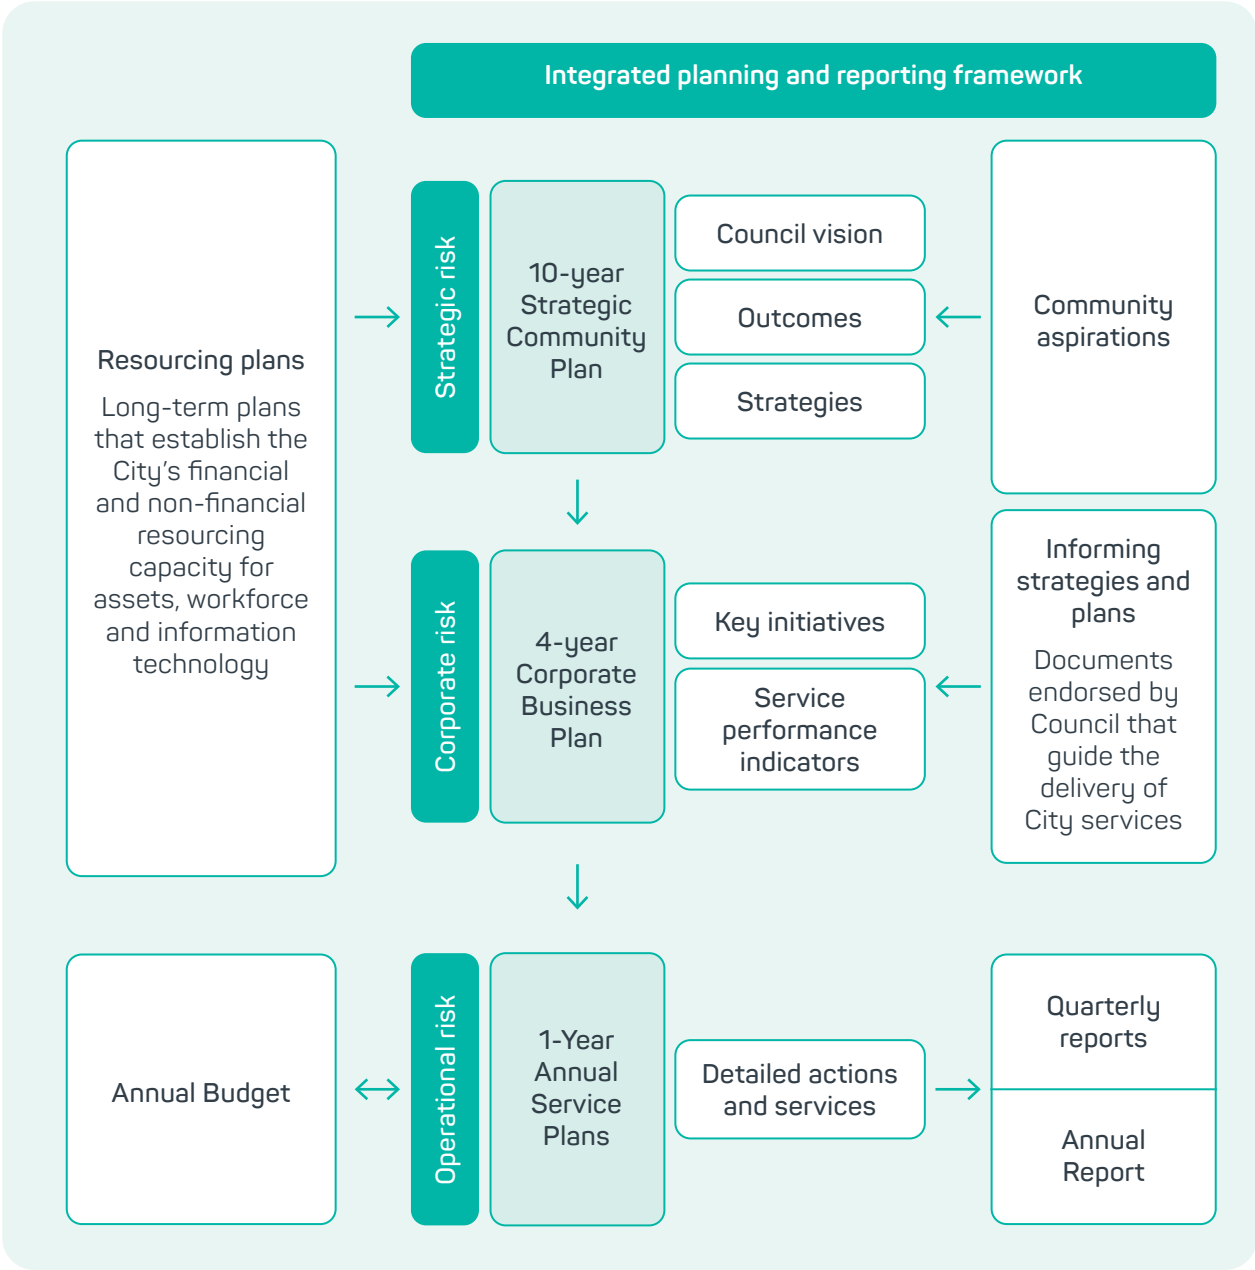 Integrated planning and reporting framework
Resourcing plans
Long-term plans
that establish the
City’s financial
and non-financial
resourcing
capacity for
assets, workforce
and information
technology
Strategic risk
10-year
Strategic
Community
Plan
Council vision
Outcomes
Strategies
Community
aspirations
Corporate risk
4-year
Corporate
Business
Plan
Key initiatives
Service
performance
indicators
Informing
strategies and
plans
Documents
endorsed by
Council that
guide the
delivery of
City services
Annual Budget
Operational risk
1-Year
Annual
Service
Plans
Detailed actions
and services
Quarterly
reports
Annual
Report